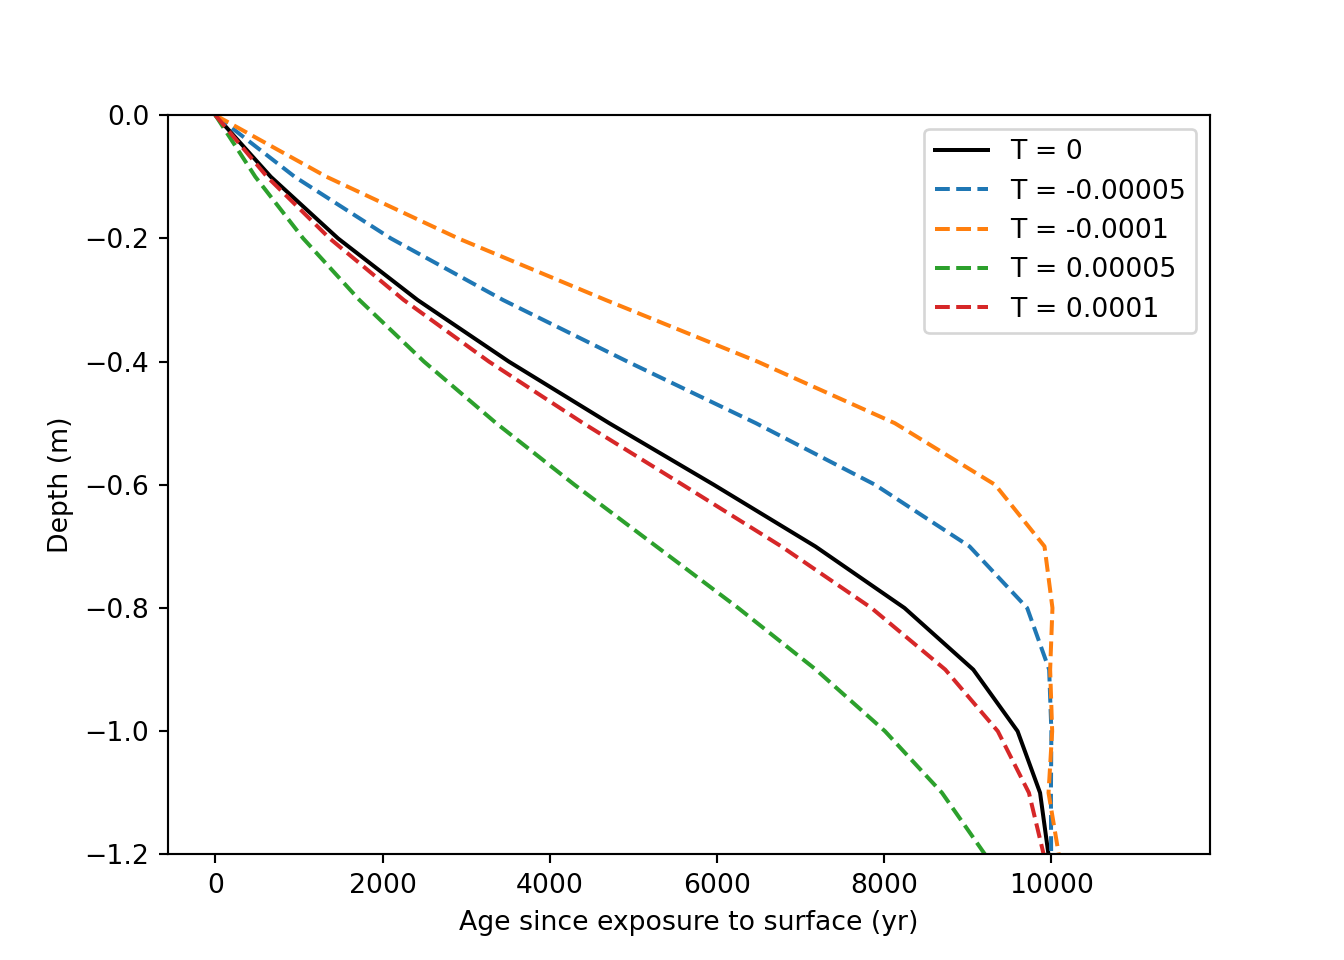 0.0
−0.2
−0.4
−0.6
−0.8
−1.0
−1.2
Depth (m)
T = 0
T = -0.00005
T = -0.0001
T = 0.00005
T = 0.0001
0 2000 4000 6000 8000 10000
Age since exposure to surface (yr)